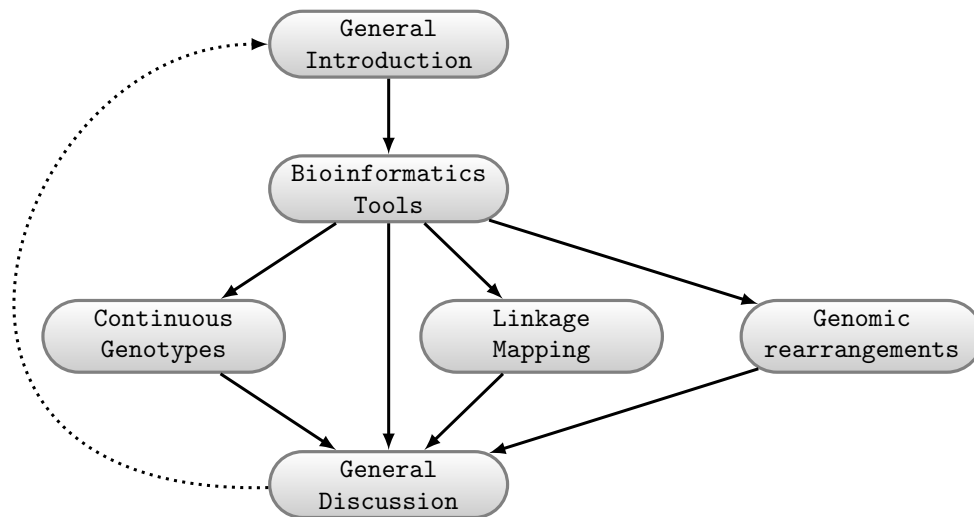 General
Introduction
Bioinformatics
Tools
Continuous
Genotypes
Linkage
Mapping
Genomic
rearrangements
General
Discussion